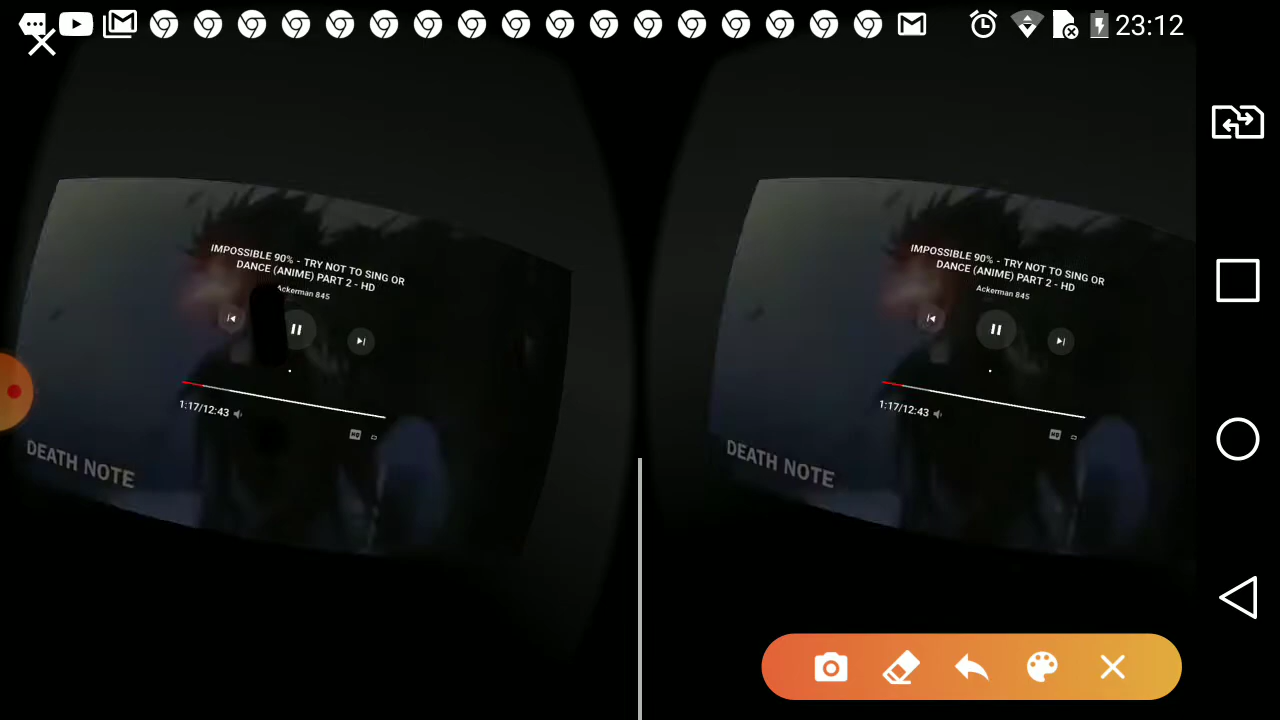 23:12
IMPOSSIBLE 90% - TRY NOT TO SING OR
DANCE (ANIME) PART 2 - HD
Ackerman 845
1:17/12:43
HD
DEATH NOTE
IMPOSSIBLE 90% - TRY NOT TO SING OR
DANCE (ANIME) PART 2 - HD
Ackerman 845
1:17/12:43
HD
DEATH NOTE